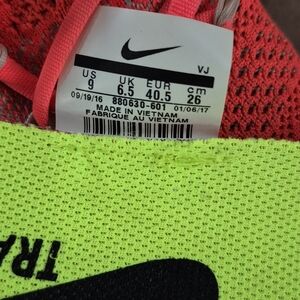 VJ
US UK EUR cm
9 6.5 40.5 26
09/19/16 880630-601 01/06/17
MADE IN VIETNAM
FABRIQUE AU VIETNAM
TRA